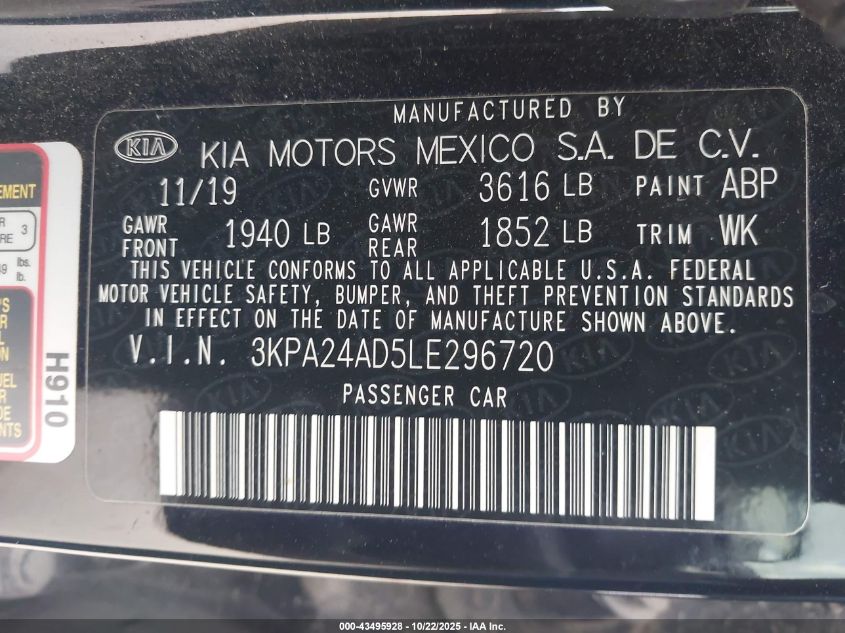 MANUFACTURED BY
KIA KIA MOTORS MEXICO S.A. DE C.V.
11/19 GVWR 3616 LB PAINT ABP
GAWR FRONT 1940 LB GAWR REAR 1852 LB TRIM WK
THIS VEHICLE CONFORMS TO ALL APPLICABLE U.S.A. FEDERAL
MOTOR VEHICLE SAFETY, BUMPER, AND THEFT PREVENTION STANDARDS
IN EFFECT ON THE DATE OF MANUFACTURE SHOWN ABOVE.
V.I.N. 3KPA24AD5LE296720
PASSENGER CAR
H910
3
lbs.
lb.
000 - 43495928 - 10/22/2025 - IAA Inc.